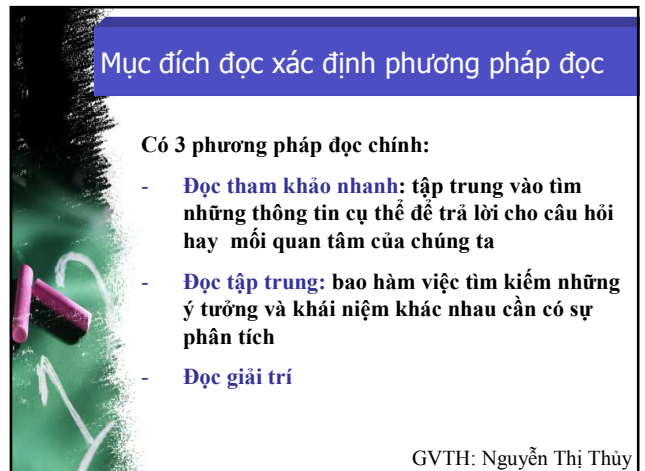 Mục đích đọc xác định phương pháp đọc
Có 3 phương pháp đọc chính:
- Đọc tham khảo nhanh: tập trung vào tìm
những thông tin cụ thể để trả lời cho câu hỏi
hay mối quan tâm của chúng ta
- Đọc tập trung: bao hàm việc tìm kiếm những
ý tưởng và khái niệm khác nhau cần có sự
phân tích
- Đọc giải trí
GVTH: Nguyễn Thị Thủy